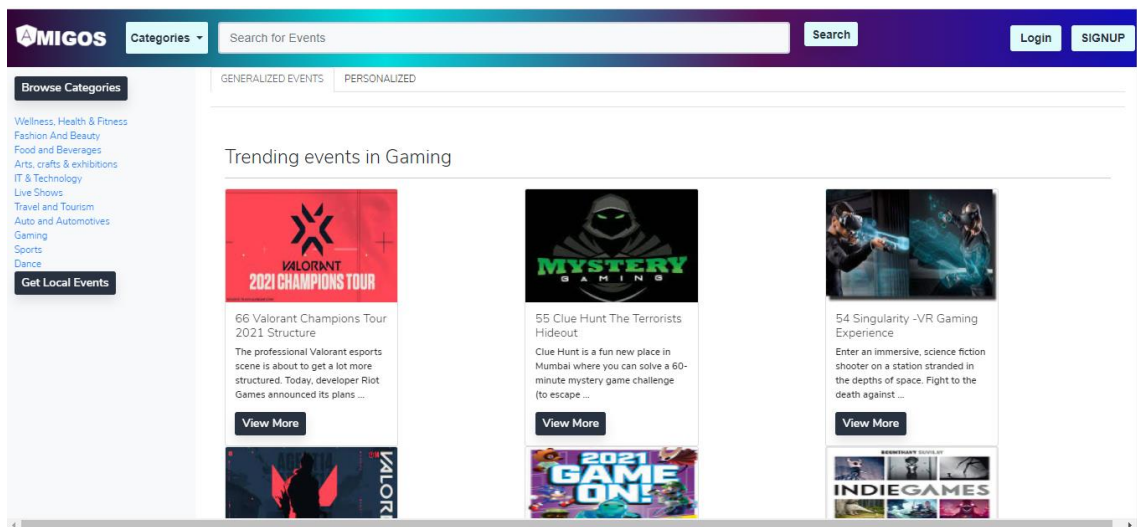 AMIGOS
Categories
Search for Events
Search
Login
SIGNUP
Browse Categories
Wellness, Health & Fitness
Fashion And Beauty
Food and Beverages
Arts, crafts & exhibitions
IT & Technology
Live Shows
Travel and Tourism
Auto and Automotives
Gaming
Sports
Dance
Get Local Events
GENERALIZED EVENTS
PERSONALIZED
Trending events in Gaming
VALORANT
2021 CHAMPIONS TOUR
66 Valorant Champions Tour
2021 Structure
The professional Valorant esports
scene is about to get a lot more
structured. Today, developer Riot
Games announced its plans ...
View More
MYSTERY
GAMING
55 Clue Hunt The Terrorists
Hideout
Clue Hunt is a fun new place in
Mumbai where you can solve a 60-
minute mystery game challenge
(to escape ...
View More
54 Singularity -VR Gaming
Experience
Enter an immersive, science fiction
shooter on a station stranded in
the depths of space. Fight to the
death against ...
View More
2021
GAME
ON!
INDIEGAMES